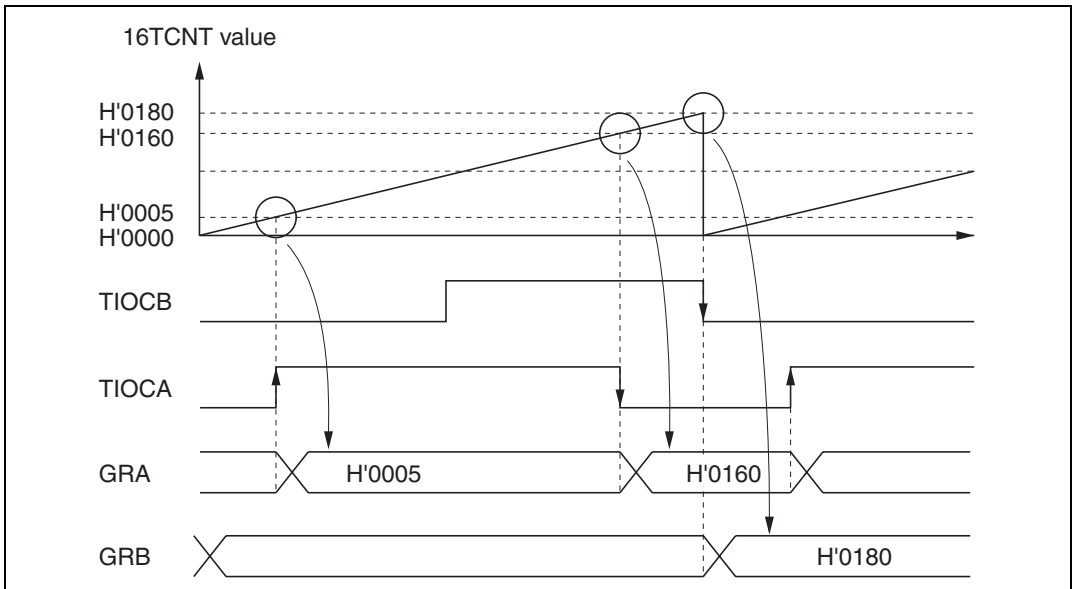 16TCNT value
H'0180
H'0160
H'0005
H'0000
TIOCB
TIOCA
GRA H'0005 H'0160
GRB H'0180